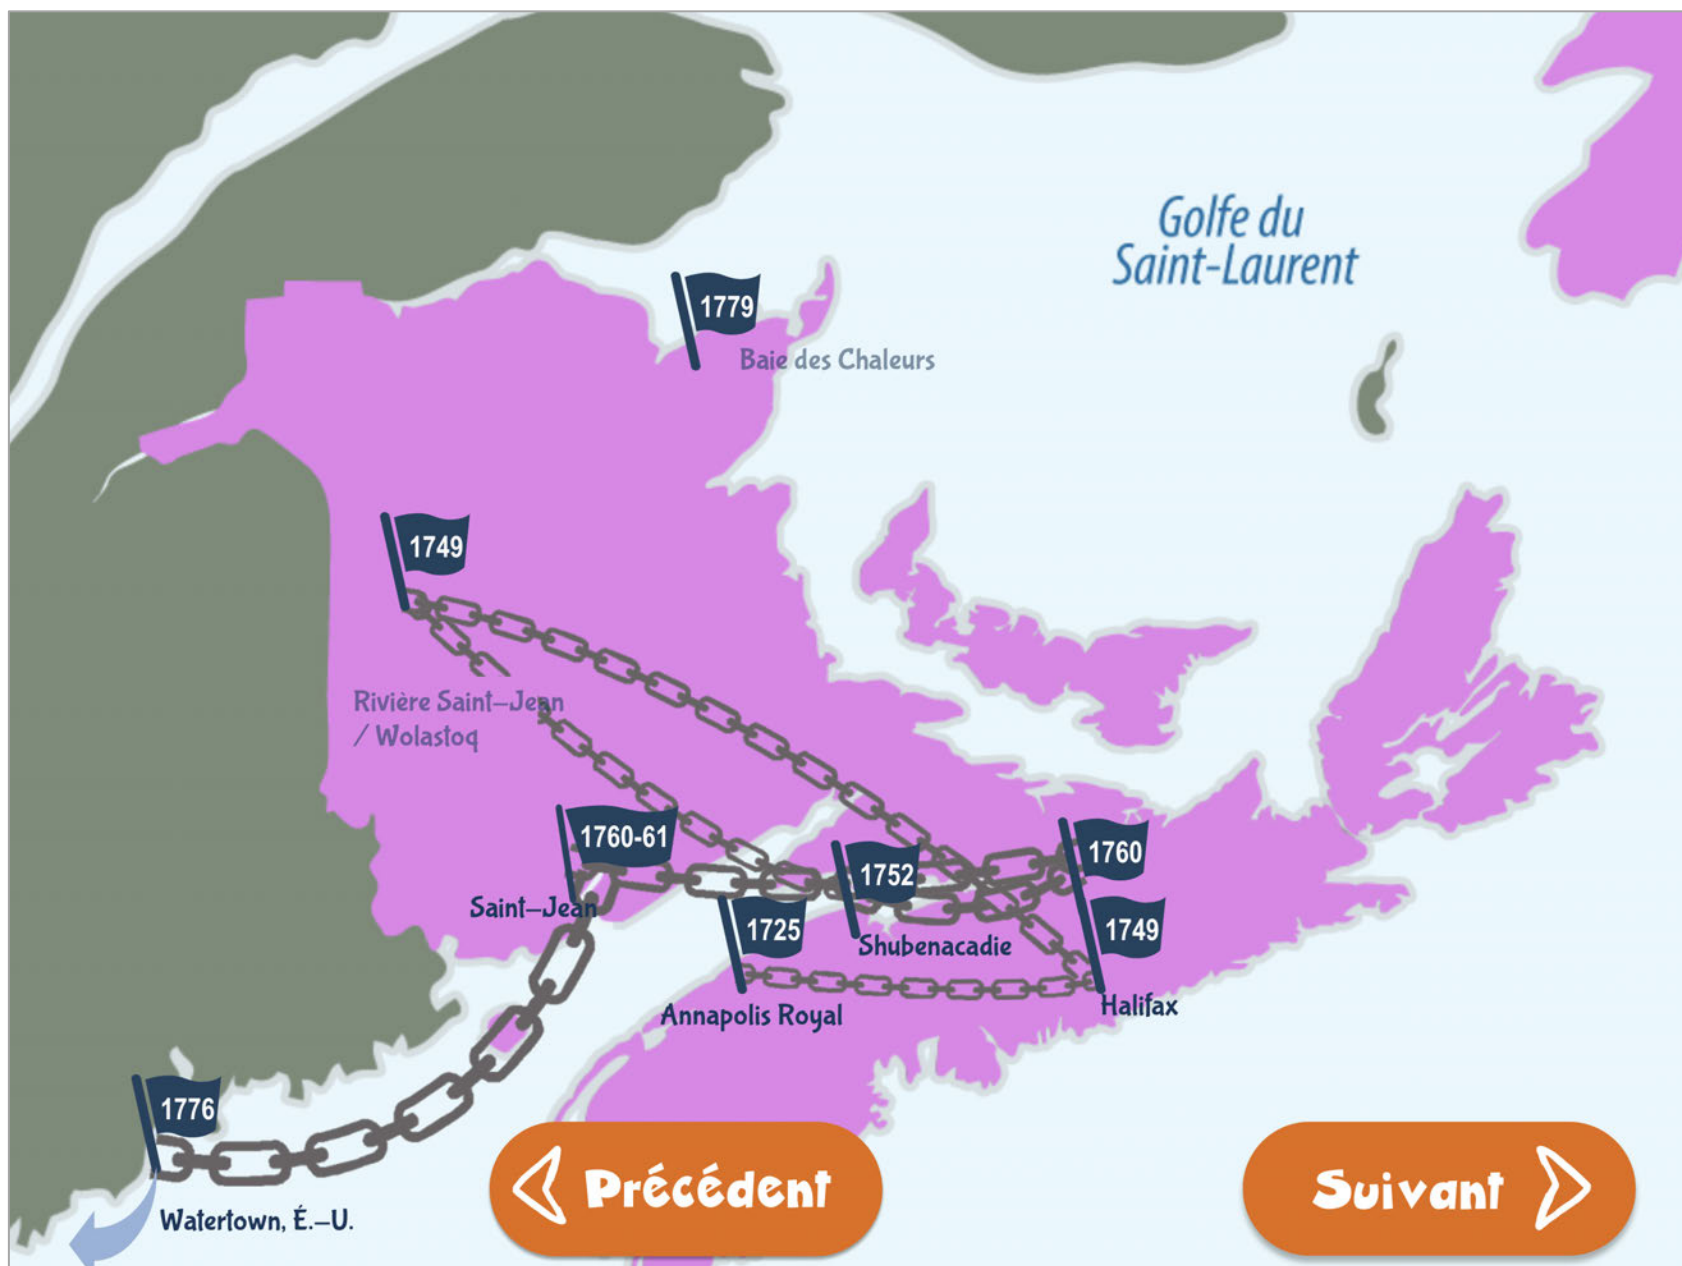 Golfe du
Saint-Laurent
1779
Baie des Chaleurs
1749
Rivière Saint-Jean
/ Wolastoq
1760-61
Saint-Jean
1752
Shubenacadie
1760
1725
Annapolis Royal
1749
Halifax
1776
Watertown, É.-U.
Précédent
Suivant